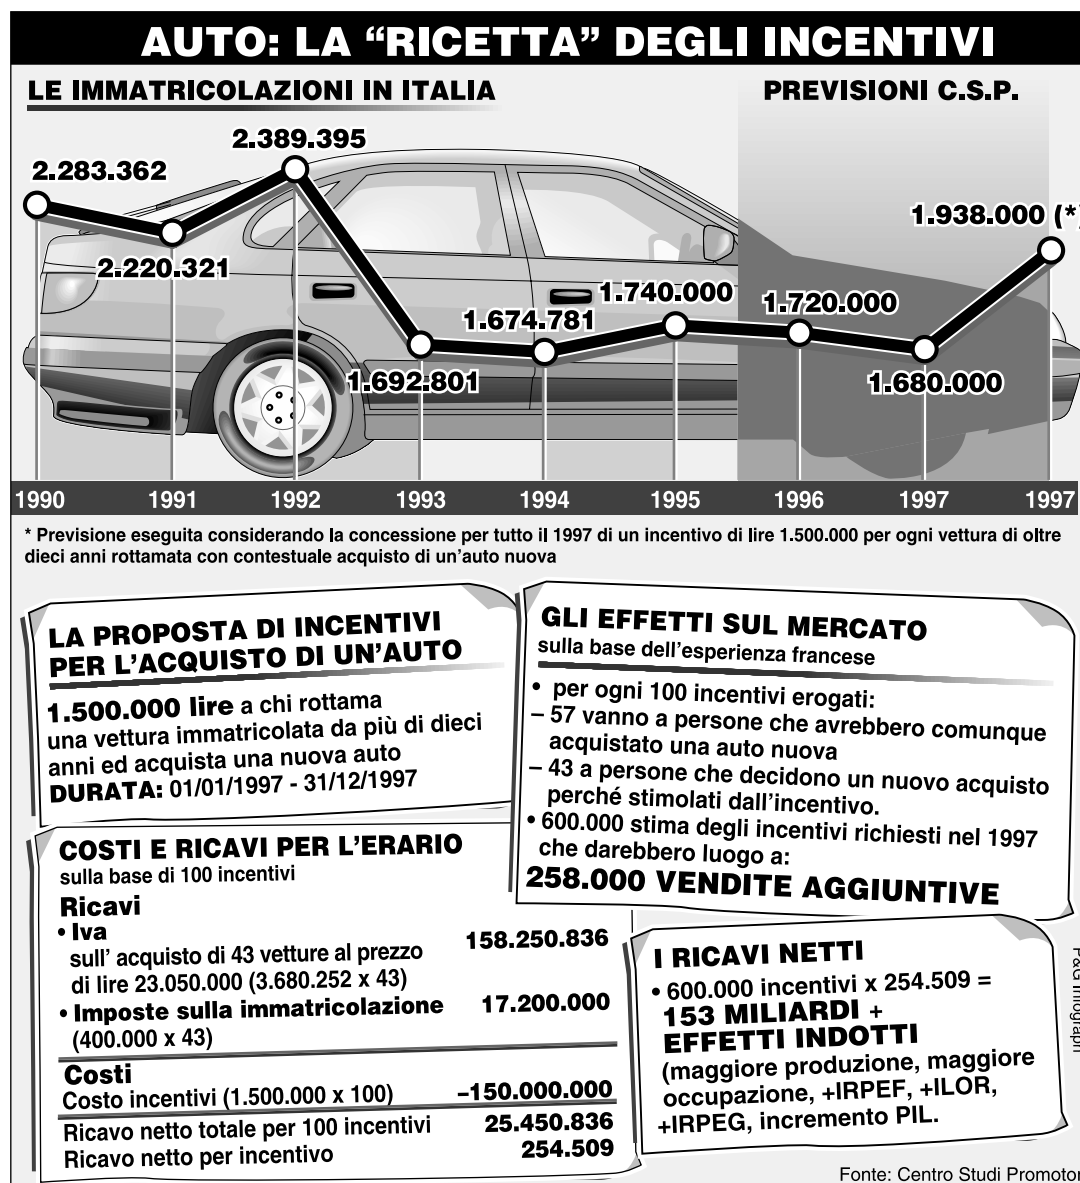 AUTO: LA “RICETTA” DEGLI INCENTIVI
LE IMMATRICOLAZIONI IN ITALIA
PREVISIONI C.S.P.
2.283.362
2.220.321
2.389.395
1.692.801
1.674.781
1.740.000
1.720.000
1.680.000
1.938.000 (*)
1990 1991 1992 1993 1994 1995 1996 1997 1997
* Previsione eseguita considerando la concessione per tutto il 1997 di un incentivo di lire 1.500.000 per ogni vettura di oltre
dieci anni rottamata con contestuale acquisto di un’auto nuova
LA PROPOSTA DI INCENTIVI
PER L’ACQUISTO DI UN’AUTO
1.500.000 lire a chi rottama
una vettura immatricolata da più di dieci
anni ed acquista una nuova auto
DURATA: 01/01/1997 - 31/12/1997
GLI EFFETTI SUL MERCATO
sulla base dell’esperienza francese
• per ogni 100 incentivi erogati:
– 57 vanno a persone che avrebbero comunque
acquistato una auto nuova
– 43 a persone che decidono un nuovo acquisto
perché stimolati dall’incentivo.
• 600.000 stima degli incentivi richiesti nel 1997
che darebbero luogo a:
258.000 VENDITE AGGIUNTIVE
COSTI E RICAVI PER L’ERARIO
sulla base di 100 incentivi
Ricavi
• Iva
sull’ acquisto di 43 vetture al prezzo 158.250.836
di lire 23.050.000 (3.680.252 x 43)
• Imposte sulla immatricolazione 17.200.000
(400.000 x 43)
Costi
Costo incentivi (1.500.000 x 100) –150.000.000
Ricavo netto totale per 100 incentivi 25.450.836
Ricavo netto per incentivo 254.509
I RICAVI NETTI
• 600.000 incentivi x 254.509 =
153 MILIARDI +
EFFETTI INDOTTI
(maggiore produzione, maggiore
occupazione, +IRPEF, +ILOR,
+IRPEG, incremento PIL.
P&G Infograph
Fonte: Centro Studi Promotor